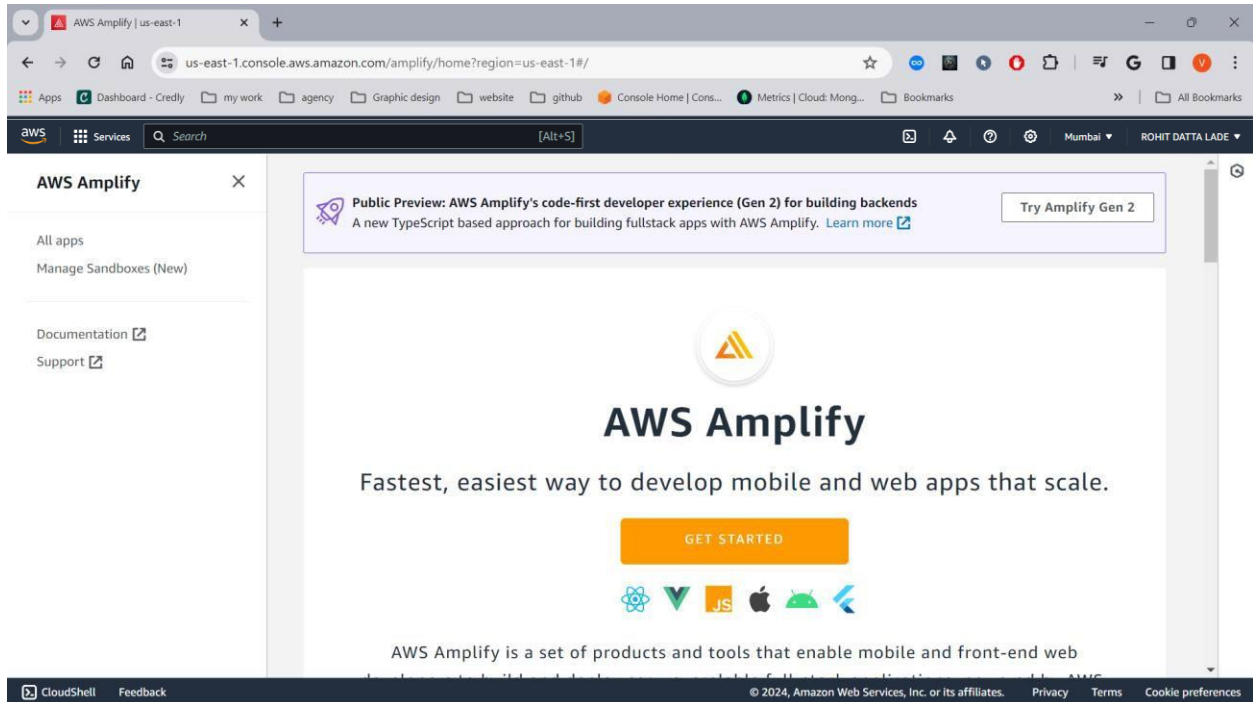 AWS Amplify | us-east-1
us-east-1.console.aws.amazon.com/amplify/home?region=us-east-1#/
Apps Dashboard - Credly my work agency Graphic design website github Console Home | Cons... Metrics | Cloud: Mong... Bookmarks » All Bookmarks
aws Services Search [Alt+S] Mumbai ROHIT DATTA LADE
AWS Amplify
All apps
Manage Sandboxes (New)
Documentation
Support
Public Preview: AWS Amplify's code-first developer experience (Gen 2) for building backends
A new TypeScript based approach for building fullstack apps with AWS Amplify. Learn more
Try Amplify Gen 2
AWS Amplify
Fastest, easiest way to develop mobile and web apps that scale.
GET STARTED
JS
AWS Amplify is a set of products and tools that enable mobile and front-end web
CloudShell Feedback © 2024, Amazon Web Services, Inc. or its affiliates. Privacy Terms Cookie preferences